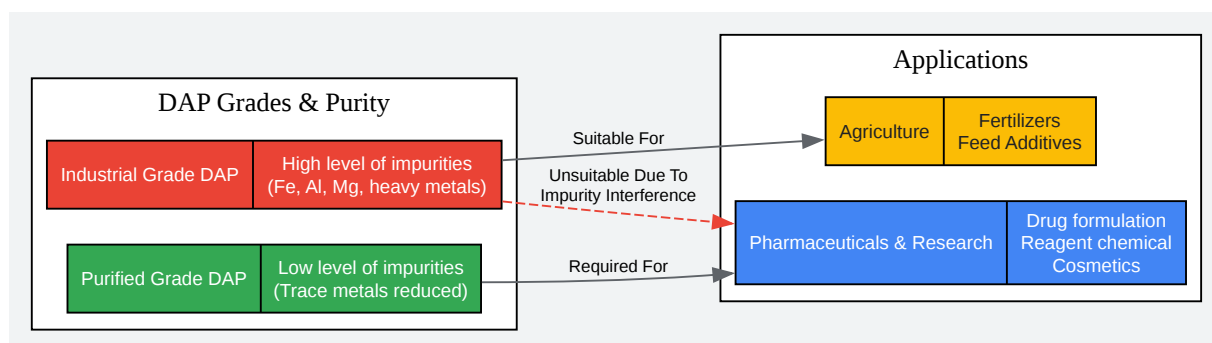 DAP Grades & Purity
Industrial Grade DAP
High level of impurities
(Fe, Al, Mg, heavy metals)
Purified Grade DAP
Low level of impurities
(Trace metals reduced)
Suitable For
Unsuitable Due To
Impurity Interference
Required For
Applications
Agriculture
Fertilizers
Feed Additives
Pharmaceuticals & Research
Drug formulation
Reagent chemical
Cosmetics